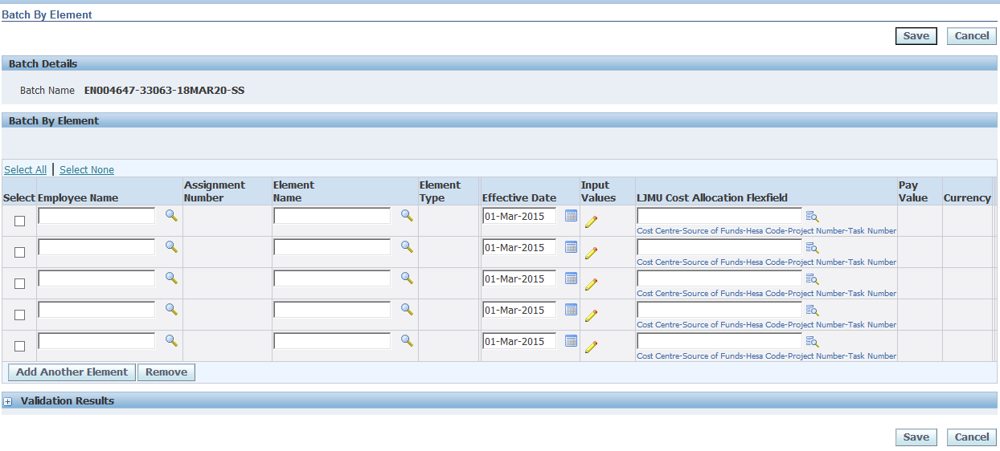 Batch By Element
Save Cancel
Batch Details
Batch Name EN004647-33063-18MAR20-SS
Batch By Element
Select All | Select None
Select Employee Name Assignment Number Element Name Element Type Effective Date Input Values LJMU Cost Allocation Flexfield Pay Value Currency
01-Mar-2015
Cost Centre-Source of Funds-Hesa Code-Project Number-Task Number
01-Mar-2015
Cost Centre-Source of Funds-Hesa Code-Project Number-Task Number
01-Mar-2015
Cost Centre-Source of Funds-Hesa Code-Project Number-Task Number
01-Mar-2015
Cost Centre-Source of Funds-Hesa Code-Project Number-Task Number
01-Mar-2015
Cost Centre-Source of Funds-Hesa Code-Project Number-Task Number
Add Another Element Remove
Validation Results
Save Cancel